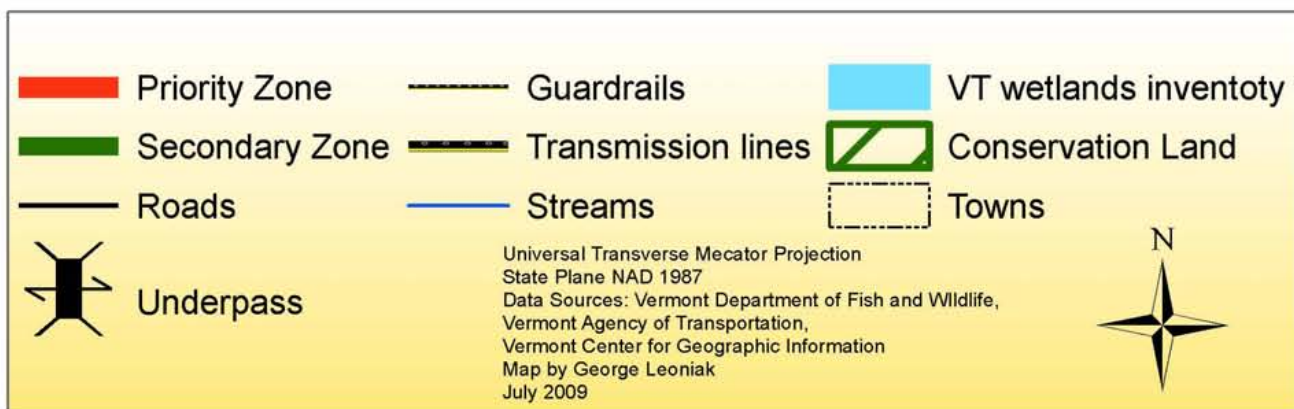 Priority Zone
Secondary Zone
Roads
Underpass
Guardrails
Transmission lines
Streams
VT wetlands inventoty
Conservation Land
Towns
Universal Transverse Mecator Projection
State Plane NAD 1987
Data Sources: Vermont Department of Fish and WIldlife,
Vermont Agency of Transportation,
Vermont Center for Geographic Information
Map by George Leoniak
July 2009
N